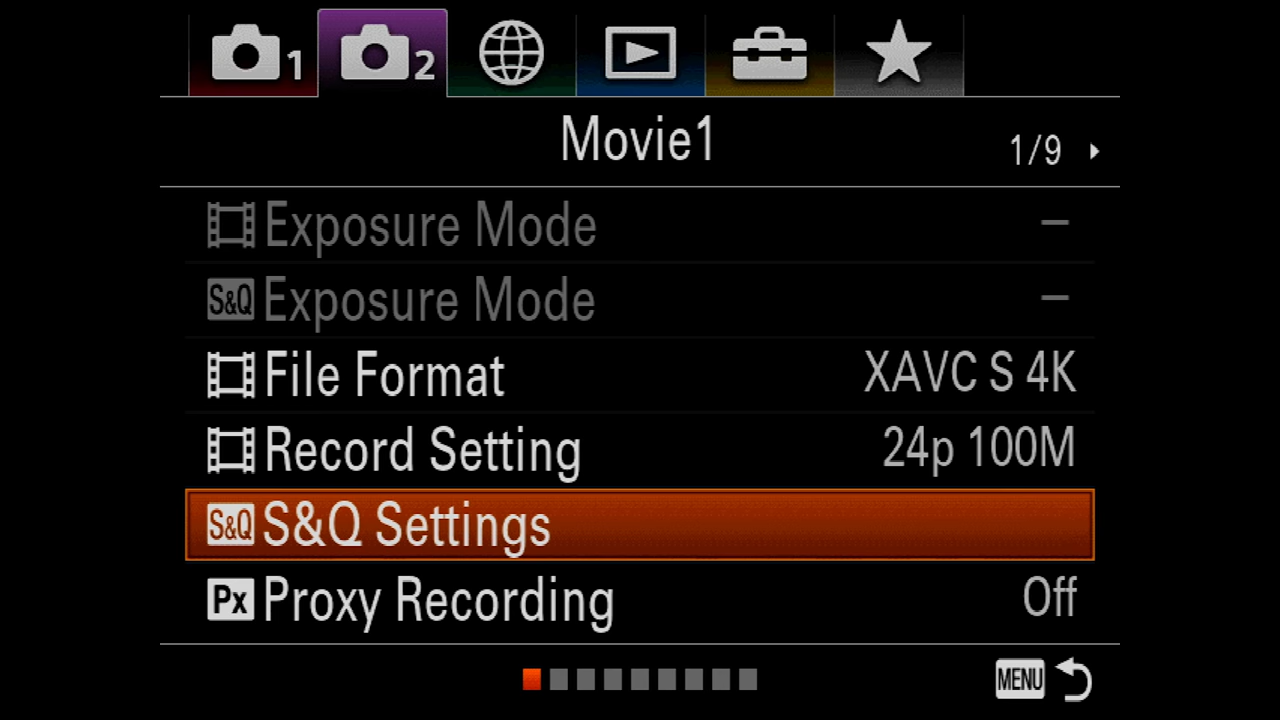 1
2
Movie1
1/9
Exposure Mode –
S&Q Exposure Mode –
File Format XAVC S 4K
Record Setting 24p 100M
S&Q S&Q Settings
Px Proxy Recording Off
MENU